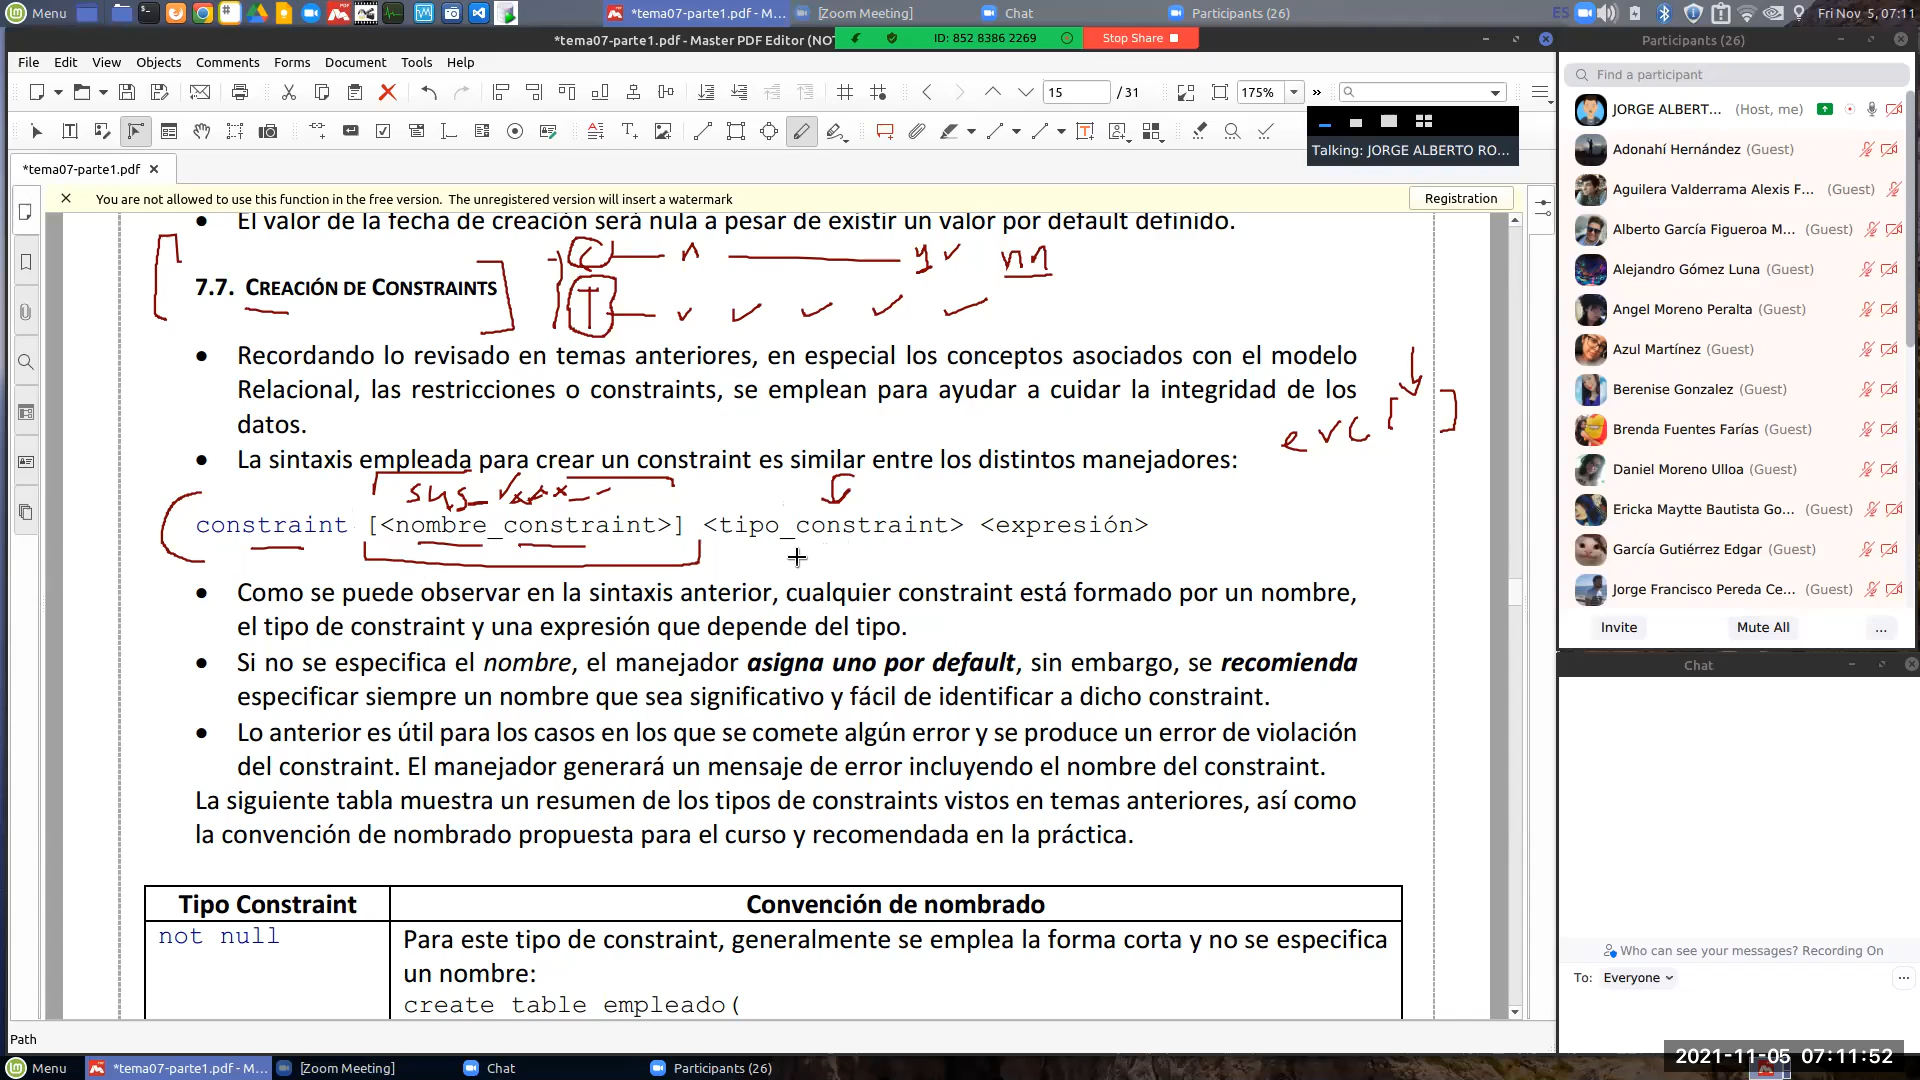 Menu
*tema07-parte1.pdf - M...
[Zoom Meeting]
Chat
Participants (26)
ES
Fri Nov 5, 07:11
*tema07-parte1.pdf - Master PDF Editor (NO
ID: 852 8386 2269
Stop Share
File Edit View Objects Comments Forms Document Tools Help
15 / 31
175%
Talking: JORGE ALBERTO RO...
*tema07-parte1.pdf
You are not allowed to use this function in the free version. The unregistered version will insert a watermark
Registration
• El valor de la fecha de creación será nula a pesar de existir un valor por default definido.
7.7. CREACIÓN DE CONSTRAINTS
• Recordando lo revisado en temas anteriores, en especial los conceptos asociados con el modelo
Relacional, las restricciones o constraints, se emplean para ayudar a cuidar la integridad de los
datos.
• La sintaxis empleada para crear un constraint es similar entre los distintos manejadores:
constraint [<nombre_constraint>] <tipo_constraint> <expresión>
• Como se puede observar en la sintaxis anterior, cualquier constraint está formado por un nombre,
el tipo de constraint y una expresión que depende del tipo.
• Si no se especifica el nombre, el manejador asigna uno por default, sin embargo, se recomienda
especificar siempre un nombre que sea significativo y fácil de identificar a dicho constraint.
• Lo anterior es útil para los casos en los que se comete algún error y se produce un error de violación
del constraint. El manejador generará un mensaje de error incluyendo el nombre del constraint.
La siguiente tabla muestra un resumen de los tipos de constraints vistos en temas anteriores, así como
la convención de nombrado propuesta para el curso y recomendada en la práctica.
Tipo Constraint
Convención de nombrado
not null
Para este tipo de constraint, generalmente se emplea la forma corta y no se especifica
un nombre:
create table empleado(
Path
Participants (26)
Find a participant
JORGE ALBERT... (Host, me)
Adonahí Hernández (Guest)
Aguilera Valderrama Alexis F... (Guest)
Alberto García Figueroa M... (Guest)
Alejandro Gómez Luna (Guest)
Angel Moreno Peralta (Guest)
Azul Martínez (Guest)
Berenise Gonzalez (Guest)
Brenda Fuentes Farías (Guest)
Daniel Moreno Ulloa (Guest)
Ericka Maytte Bautista Go... (Guest)
García Gutiérrez Edgar (Guest)
Jorge Francisco Pereda Ce... (Guest)
Invite
Mute All
...
Chat
Who can see your messages? Recording On
To: Everyone
Menu
*tema07-parte1.pdf - M...
[Zoom Meeting]
Chat
Participants (26)
2021-11-05 07:11:52